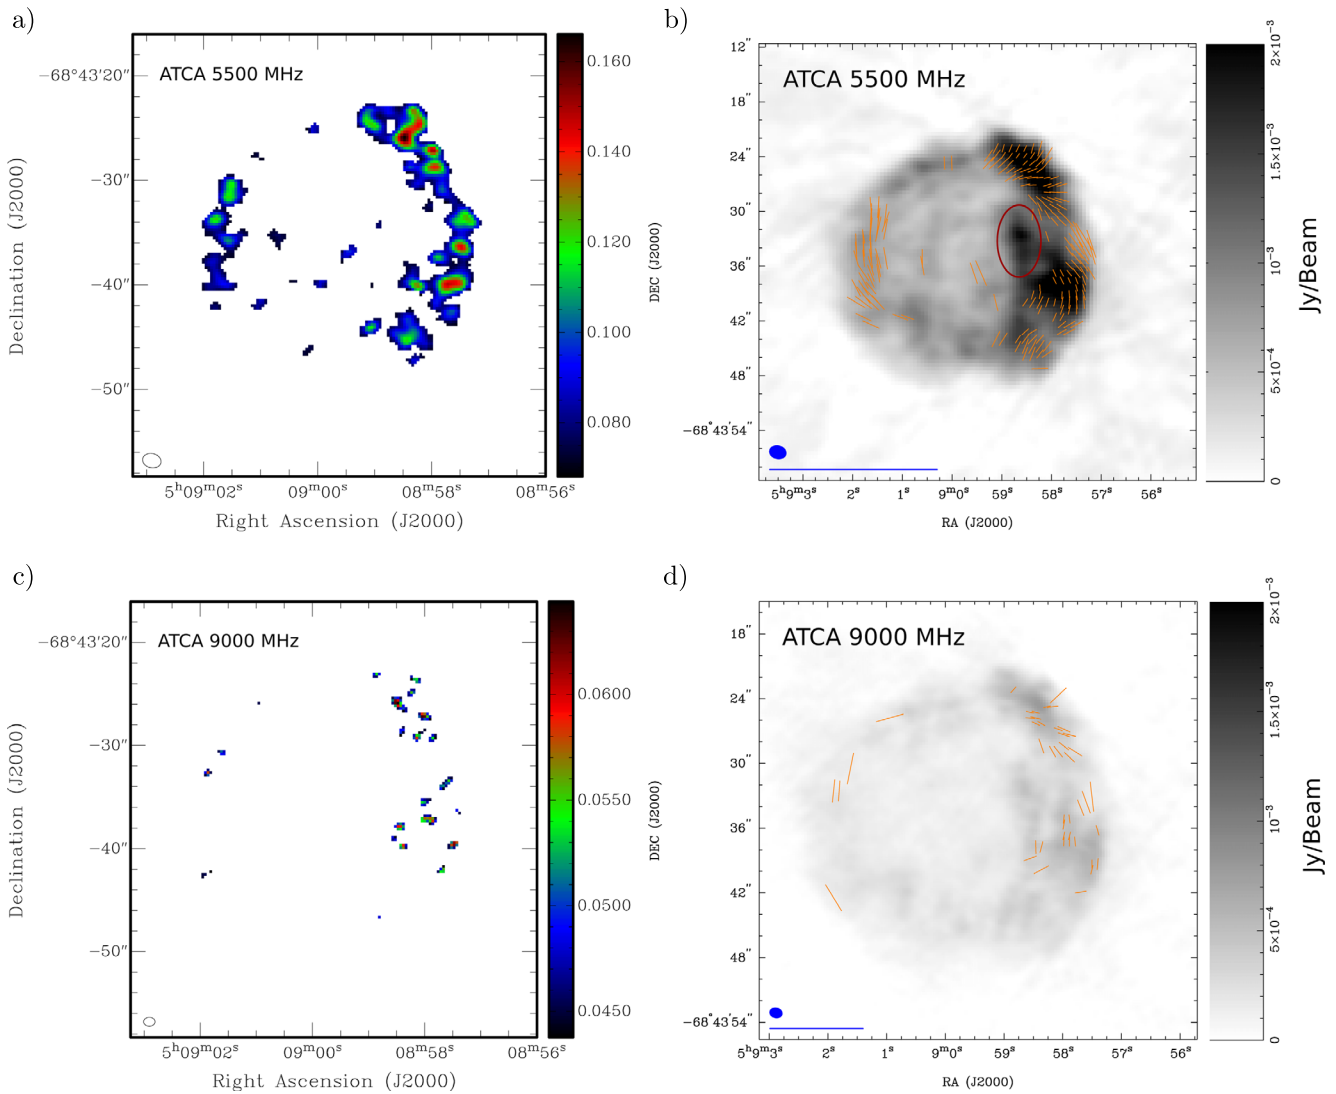 a)
ATCA 5500 MHz
−68°43′20″
−30″
−40″
−50″
Declination (J2000)
5ʰ09ᵐ02ˢ
09ᵐ00ˢ
08ᵐ58ˢ
08ᵐ56ˢ
Right Ascension (J2000)
0.160
0.140
0.120
0.100
0.080
b)
ATCA 5500 MHz
12″
18″
24″
30″
36″
42″
48″
−68°43′54″
DEC (J2000)
5ʰ9ᵐ3ˢ
2ˢ
1ˢ
9ᵐ0ˢ
59ˢ
58ˢ
57ˢ
56ˢ
RA (J2000)
2×10⁻³
1.5×10⁻³
10⁻³
5×10⁻⁴
0
Jy/Beam
c)
ATCA 9000 MHz
−68°43′20″
−30″
−40″
−50″
Declination (J2000)
5ʰ09ᵐ02ˢ
09ᵐ00ˢ
08ᵐ58ˢ
08ᵐ56ˢ
Right Ascension (J2000)
0.0600
0.0550
0.0500
0.0450
d)
ATCA 9000 MHz
18″
24″
30″
36″
42″
48″
−68°43′54″
DEC (J2000)
5ʰ9ᵐ3ˢ
2ˢ
1ˢ
9ᵐ0ˢ
59ˢ
58ˢ
57ˢ
56ˢ
RA (J2000)
2×10⁻³
1.5×10⁻³
10⁻³
5×10⁻⁴
0
Jy/Beam